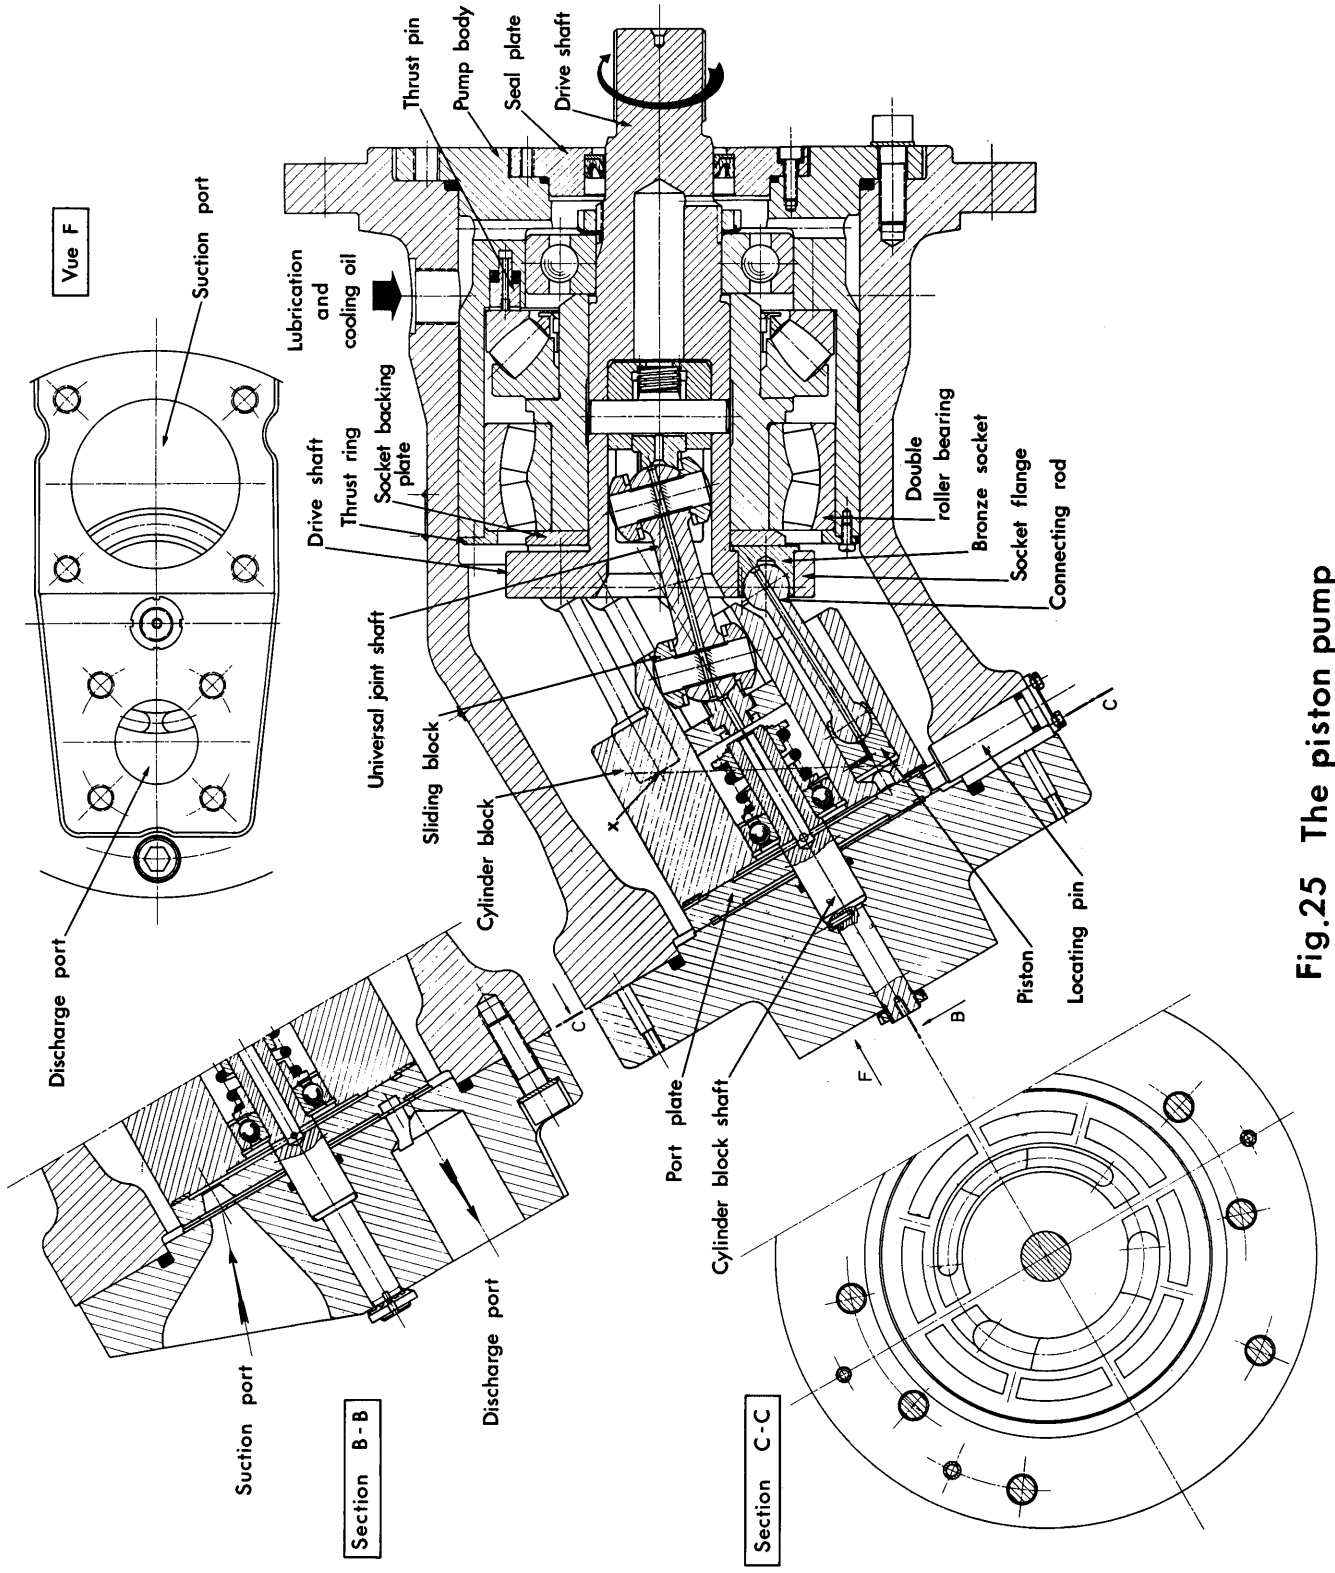 Vue F
Suction port
Discharge port
Thrust pin
Pump body
Seal plate
Drive shaft
Lubrication
and
cooling oil
Drive shaft
Thrust ring
Socket backing
plate
Universal joint shaft
Sliding block
Cylinder block
x
Double
roller bearing
Bronze socket
Socket flange
Connecting rod
C
C
Piston
Locating pin
B
F
Port plate
Cylinder block shaft
Suction port
Discharge port
Section B-B
Section C-C
Fig.25 The piston pump